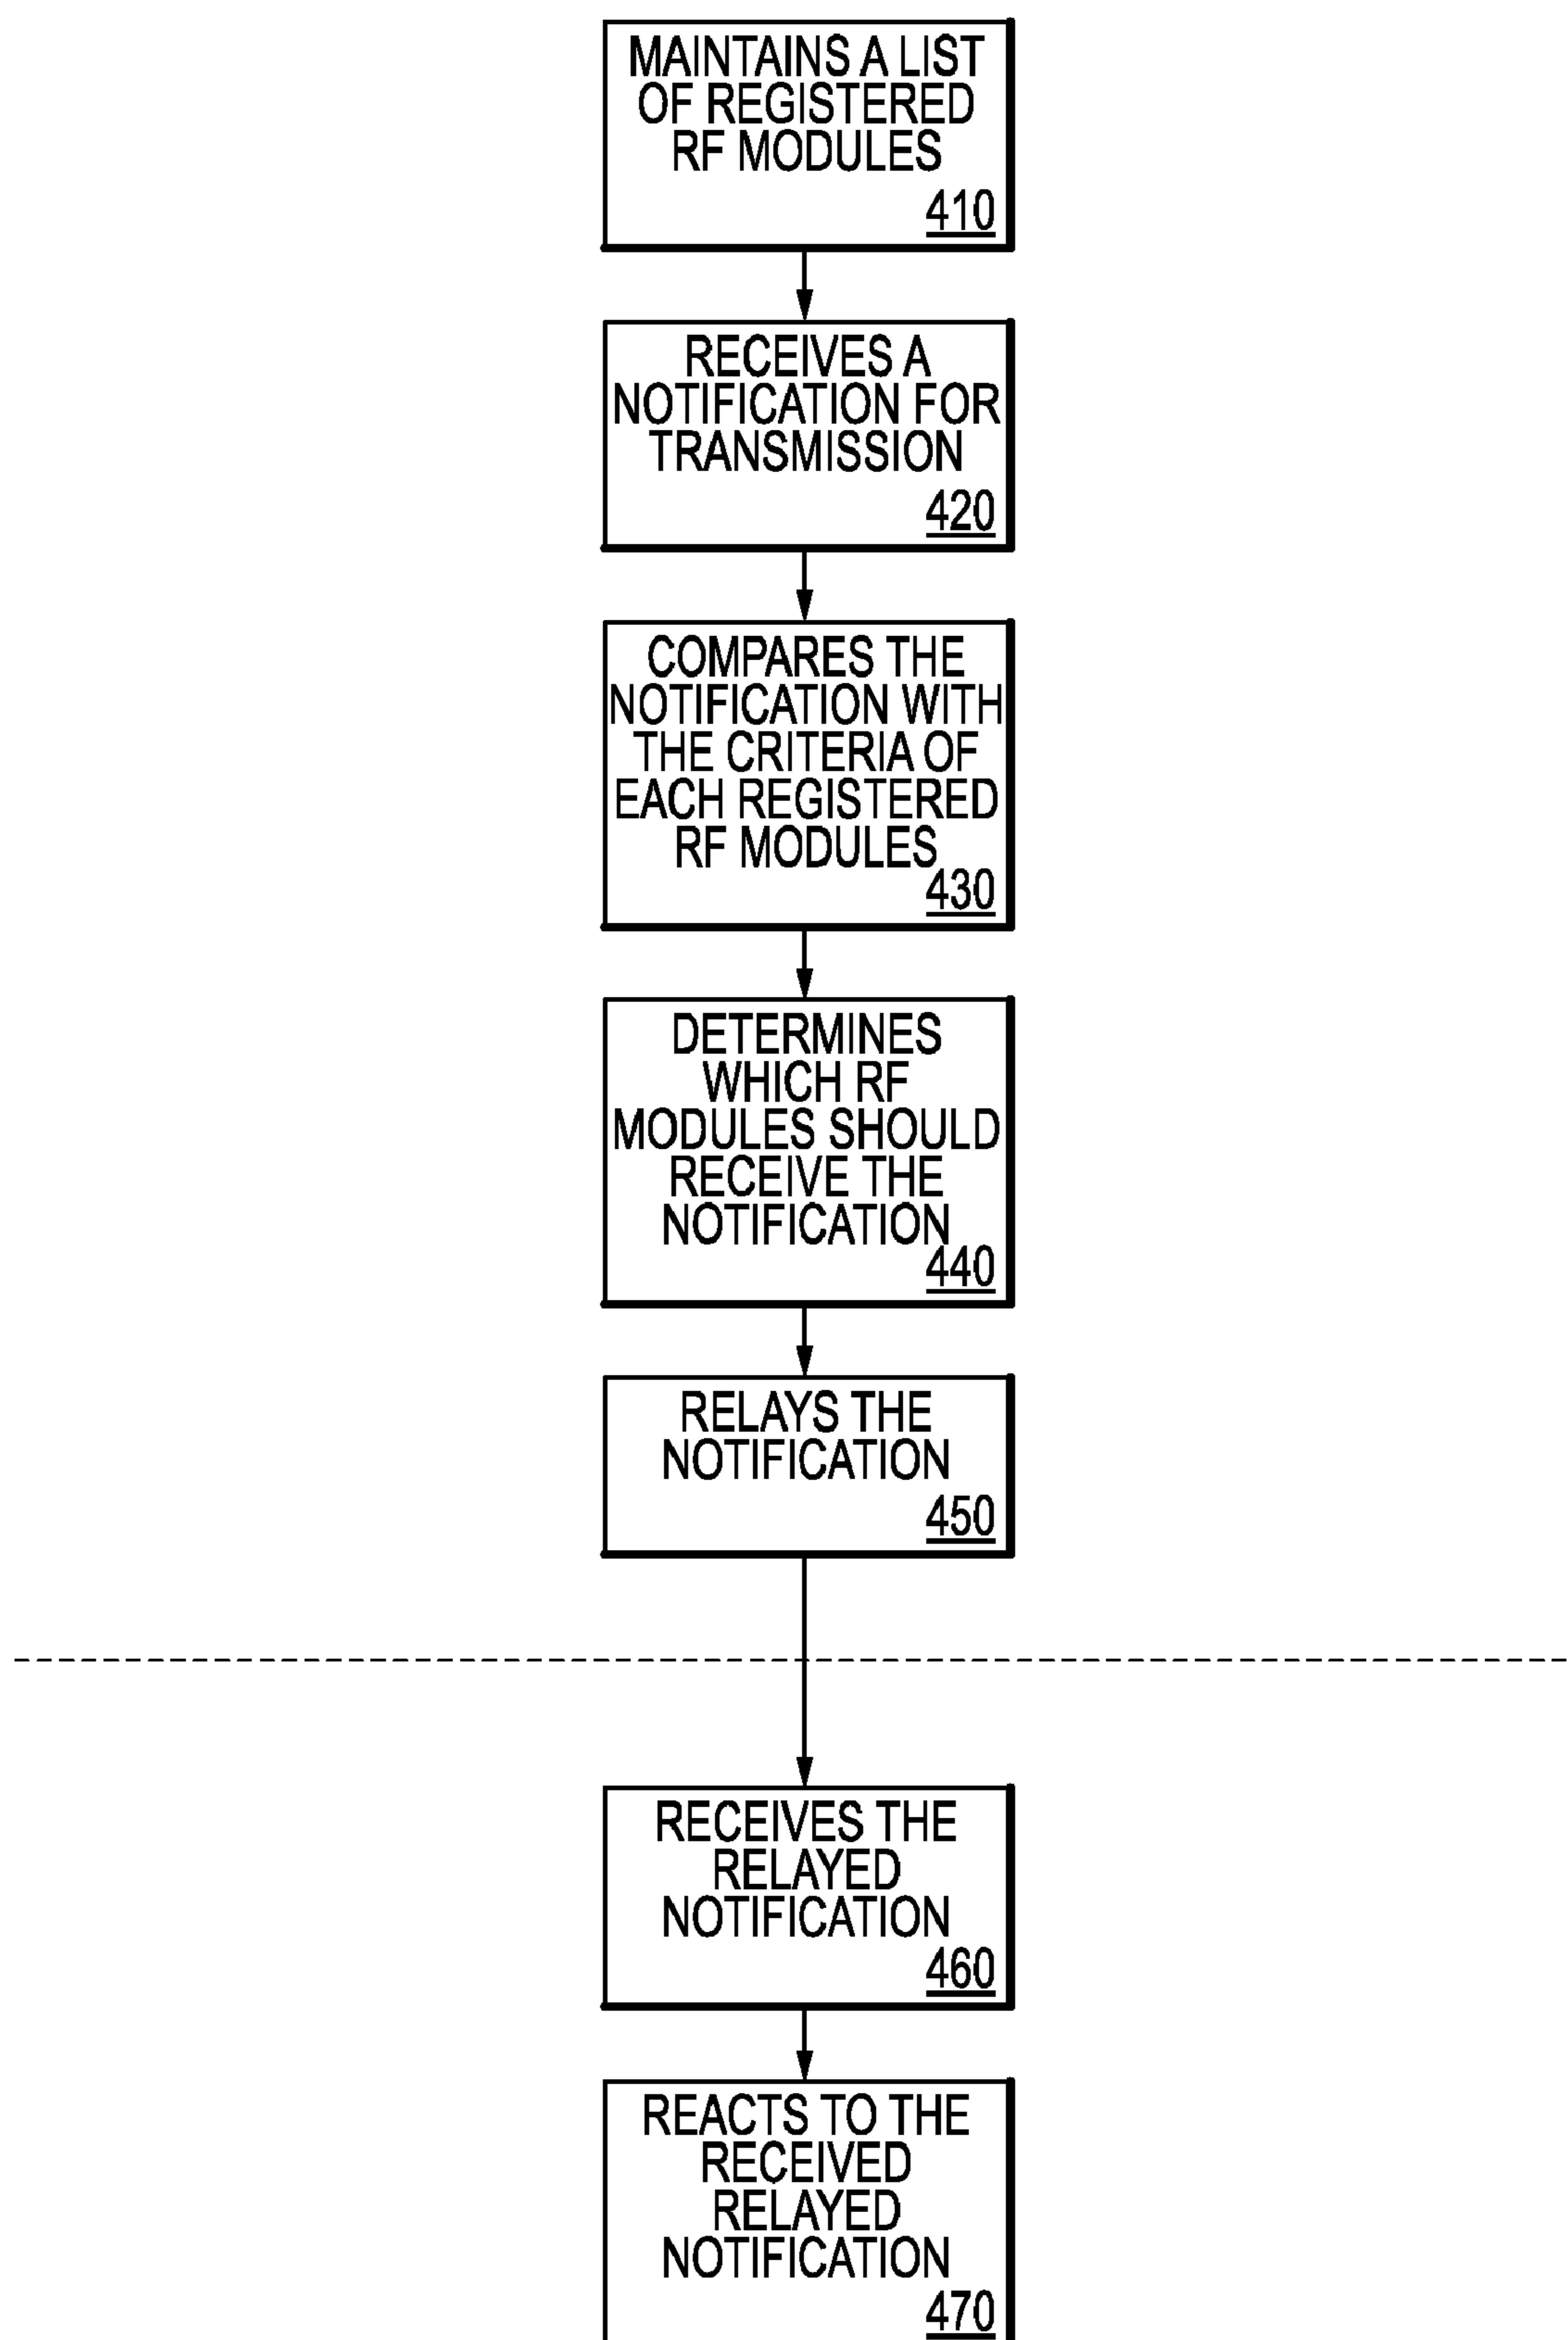 MAINTAINS A LIST
OF REGISTERED
RF MODULES
410
RECEIVES A
NOTIFICATION FOR
TRANSMISSION
420
COMPARES THE
NOTIFICATION WITH
THE CRITERIA OF
EACH REGISTERED
RF MODULES
430
DETERMINES
WHICH RF
MODULES SHOULD
RECEIVE THE
NOTIFICATION
440
RELAYS THE
NOTIFICATION
450
RECEIVES THE
RELAYED
NOTIFICATION
460
REACTS TO THE
RECEIVED
RELAYED
NOTIFICATION
470